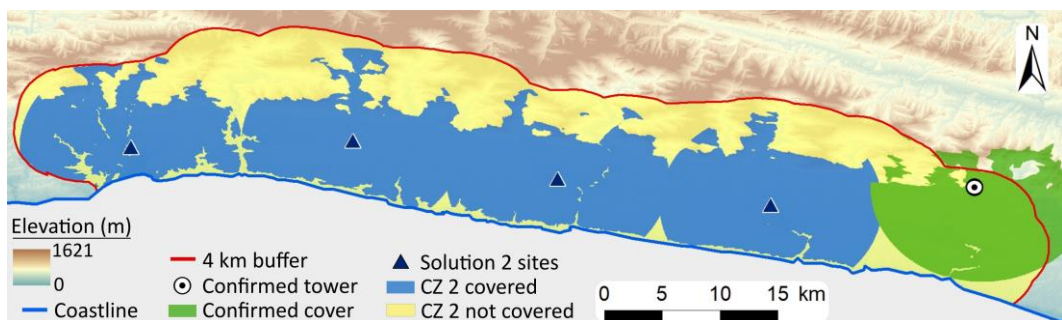 N
Elevation (m)
1621
0
Coastline
4 km buffer
Confirmed tower
Confirmed cover
Solution 2 sites
CZ 2 covered
CZ 2 not covered
0 5 10 15 km